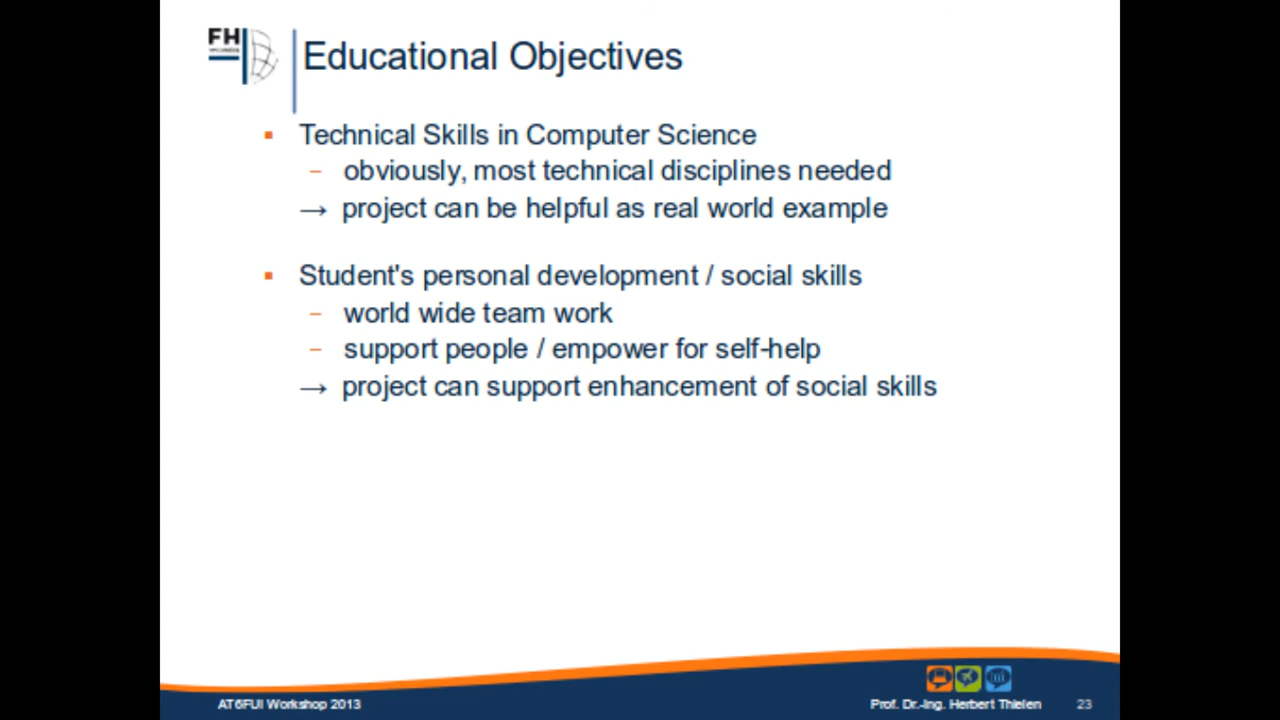 FH
Educational Objectives
Technical Skills in Computer Science
– obviously, most technical disciplines needed
→ project can be helpful as real world example
Student's personal development / social skills
– world wide team work
– support people / empower for self-help
→ project can support enhancement of social skills
AT6FUI Workshop 2013
Prof. Dr.-Ing. Herbert Thielen 23